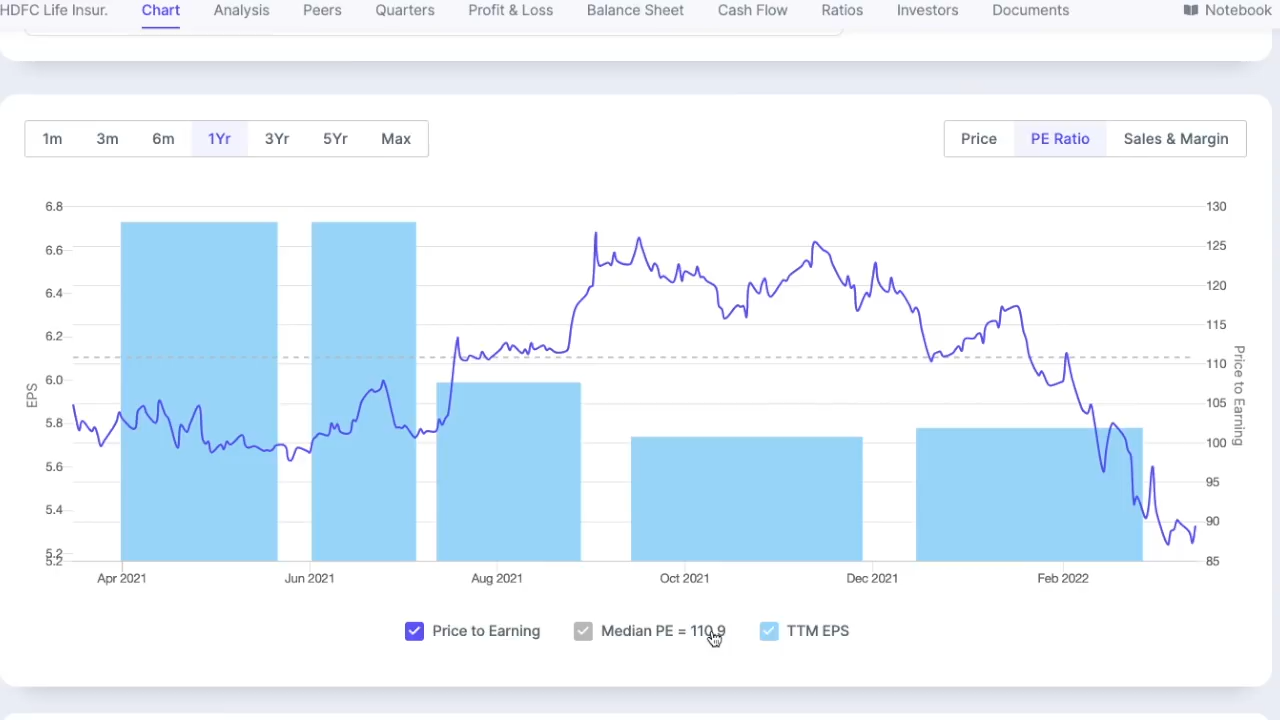 HDFC Life Insur. Chart Analysis Peers Quarters Profit & Loss Balance Sheet Cash Flow Ratios Investors Documents Notebook
1m 3m 6m 1Yr 3Yr 5Yr Max Price PE Ratio Sales & Margin
6.8 130
6.6 125
6.4 120
6.2 115
110
6.0
5.8 105
5.6 100
95
5.4 90
5.2
5.2 85
EPS
Price to Earning
Apr 2021 Jun 2021 Aug 2021 Oct 2021 Dec 2021 Feb 2022
Price to Earning Median PE = 110.9 TTM EPS